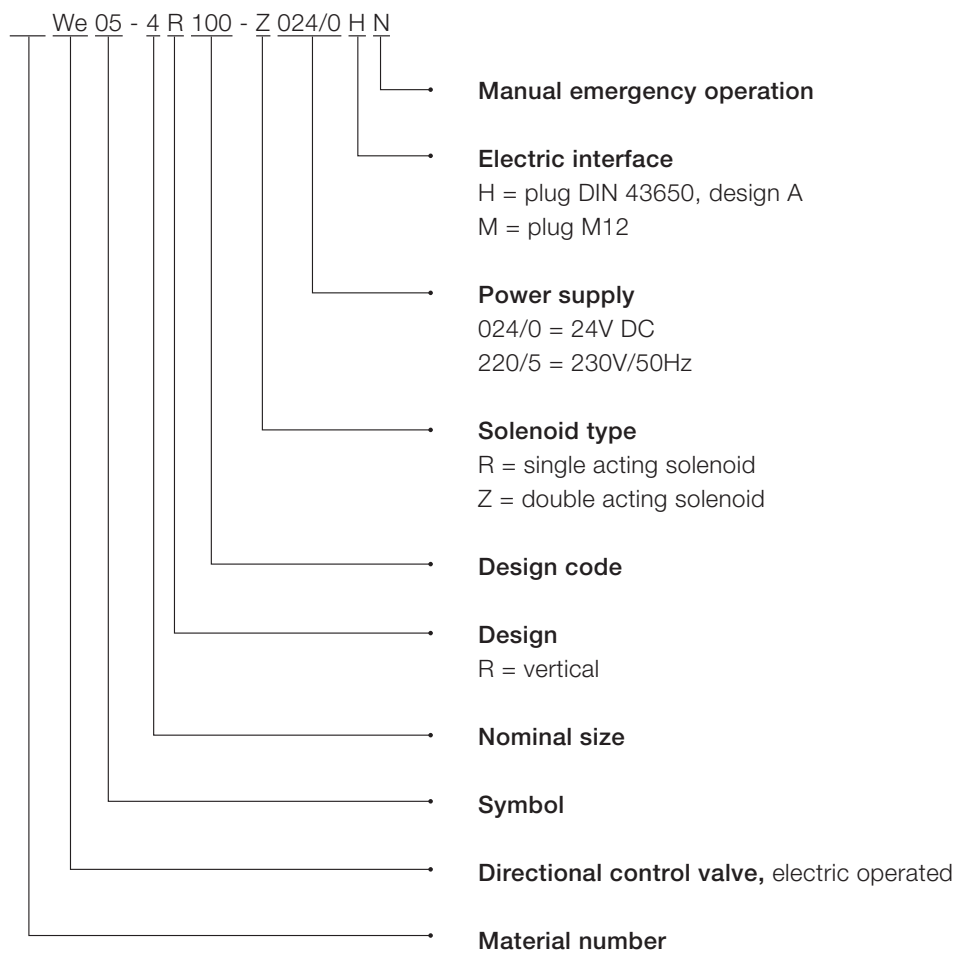 We 05 - 4 R 100 - Z 024/0 H N
Manual emergency operation
Electric interface
H = plug DIN 43650, design A
M = plug M12
Power supply
024/0 = 24V DC
220/5 = 230V/50Hz
Solenoid type
R = single acting solenoid
Z = double acting solenoid
Design code
Design
R = vertical
Nominal size
Symbol
Directional control valve, electric operated
Material number